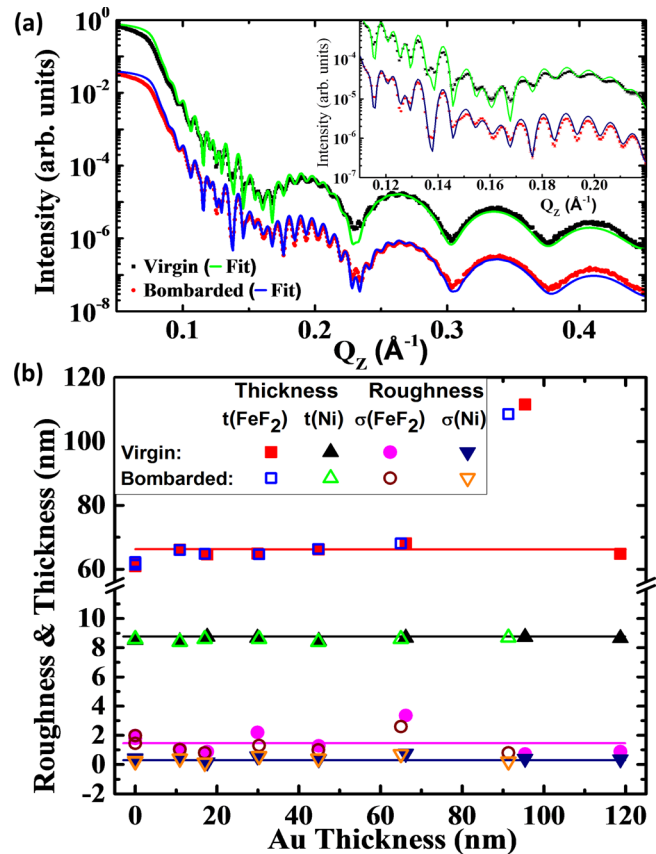 (a)
10^0
10^-2
10^-4
10^-6
10^-8
Intensity (arb. units)
0.1 0.2 0.3 0.4
Q_Z (Å^-1)
Virgin (−Fit)
Bombarded (−Fit)
10^-4
10^-5
10^-6
10^-7
Intensity (arb. units)
0.12 0.14 0.16 0.18 0.20
Q_Z (Å^-1)
(b)
Thickness Roughness
t(FeF_2) t(Ni) σ(FeF_2) σ(Ni)
Virgin:
Bombarded:
120
100
80
60
10
8
6
4
2
0
-2
Roughness & Thickness (nm)
0 20 40 60 80 100 120
Au Thickness (nm)